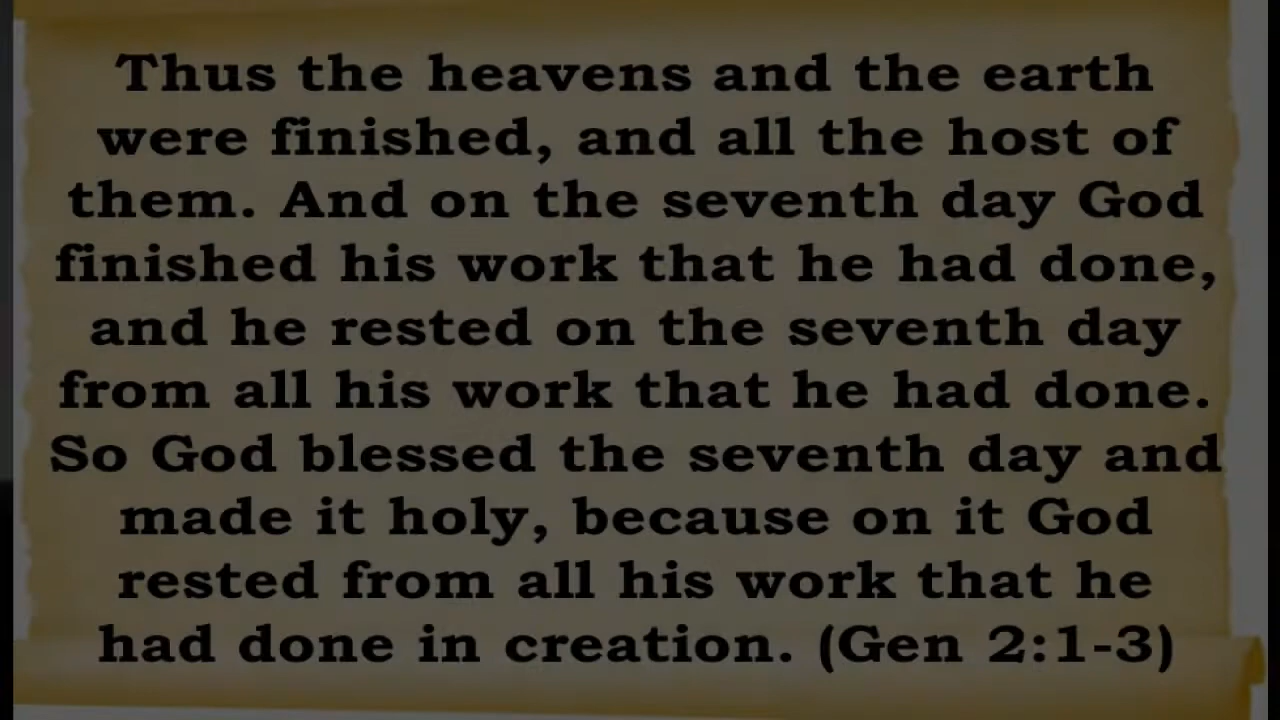 Thus the heavens and the earth
were finished, and all the host of
them. And on the seventh day God
finished his work that he had done,
and he rested on the seventh day
from all his work that he had done.
So God blessed the seventh day and
made it holy, because on it God
rested from all his work that he
had done in creation. (Gen 2:1-3)